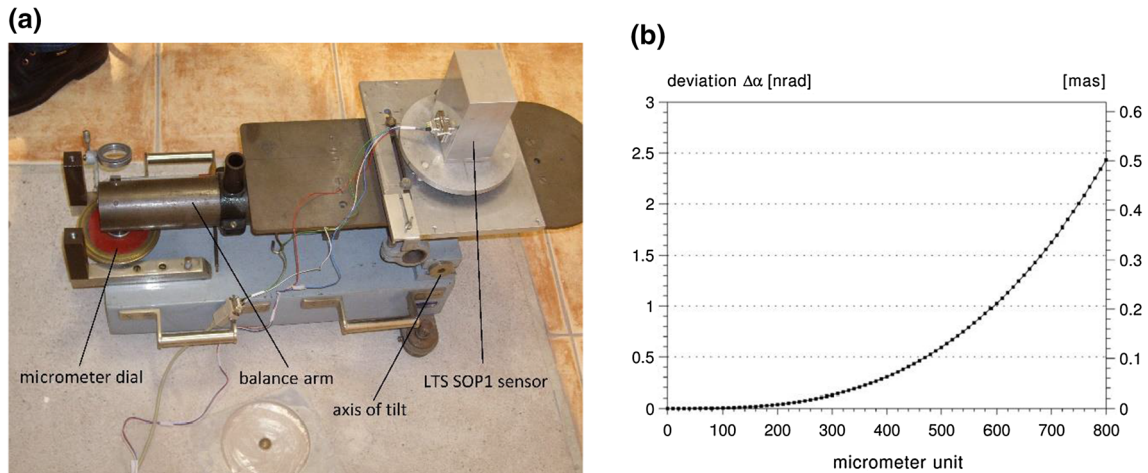 (a)
micrometer dial
balance arm
axis of tilt
LTS SOP1 sensor
(b)
deviation Δα [nrad]
[mas]
3
2.5
2
1.5
1
0.5
0
0.6
0.5
0.4
0.3
0.2
0.1
0
0 100 200 300 400 500 600 700 800
micrometer unit